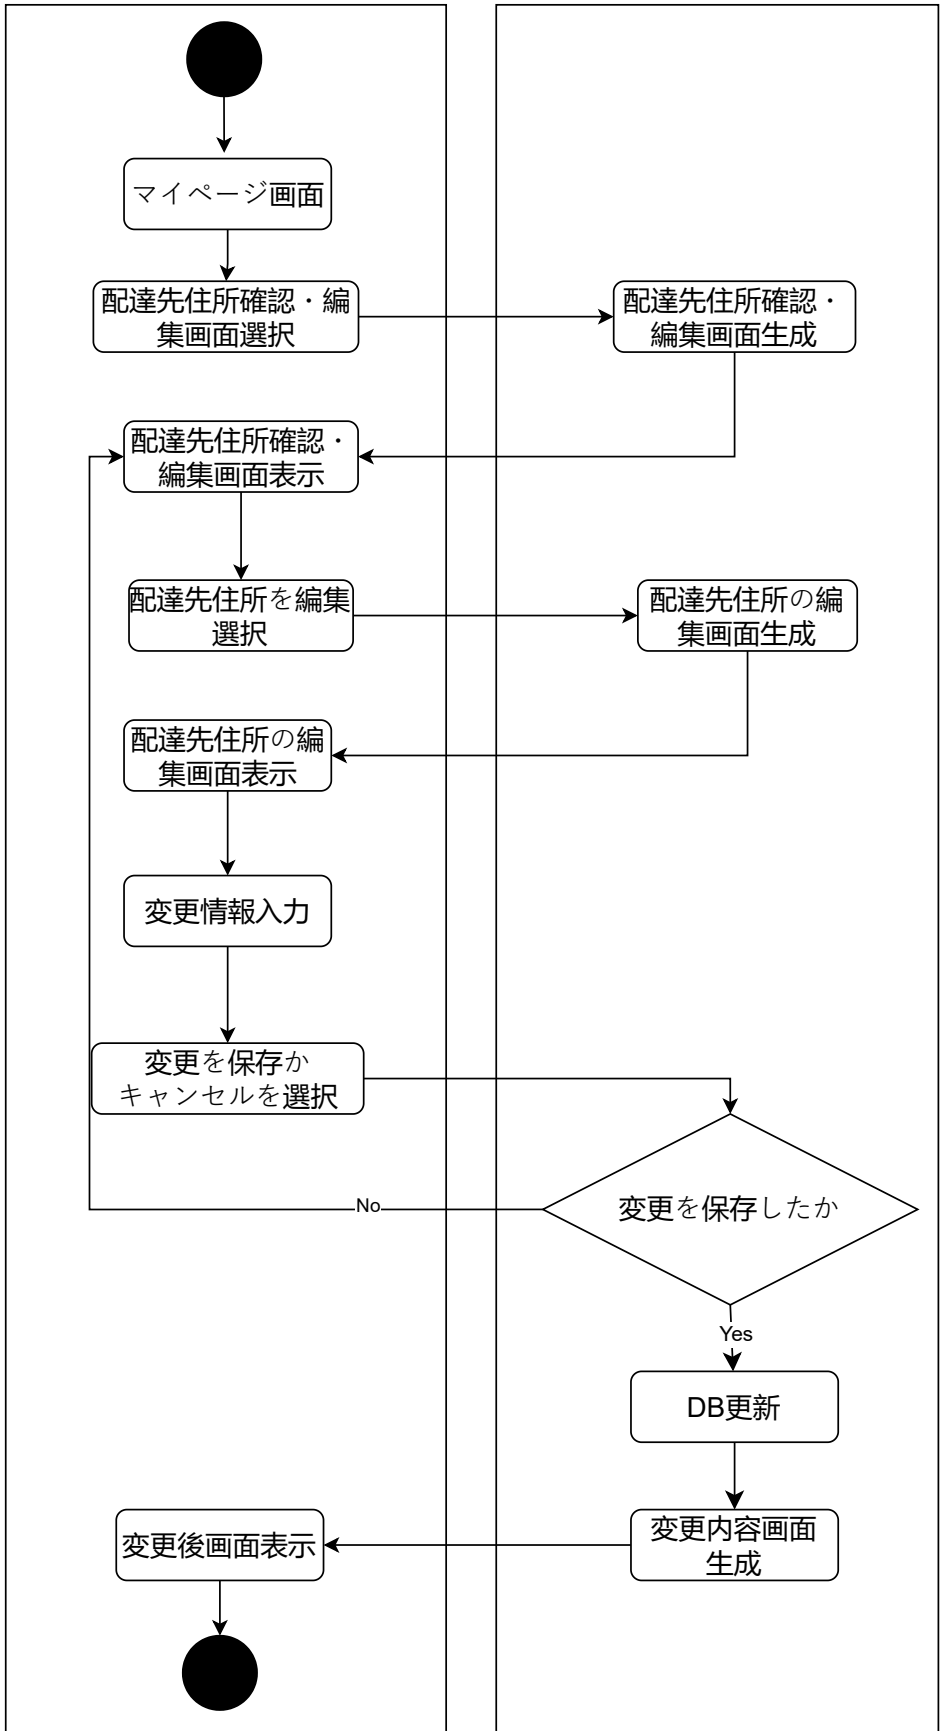 マイページ画面
配達先住所確認・編
集画面選択
配達先住所確認・
編集画面生成
配達先住所確認・
編集画面表示
配達先住所を編集
選択
配達先住所の編
集画面生成
配達先住所の編
集画面表示
変更情報入力
変更を保存か
キャンセルを選択
変更を保存したか
No
Yes
DB更新
変更内容画面
生成
変更後画面表示